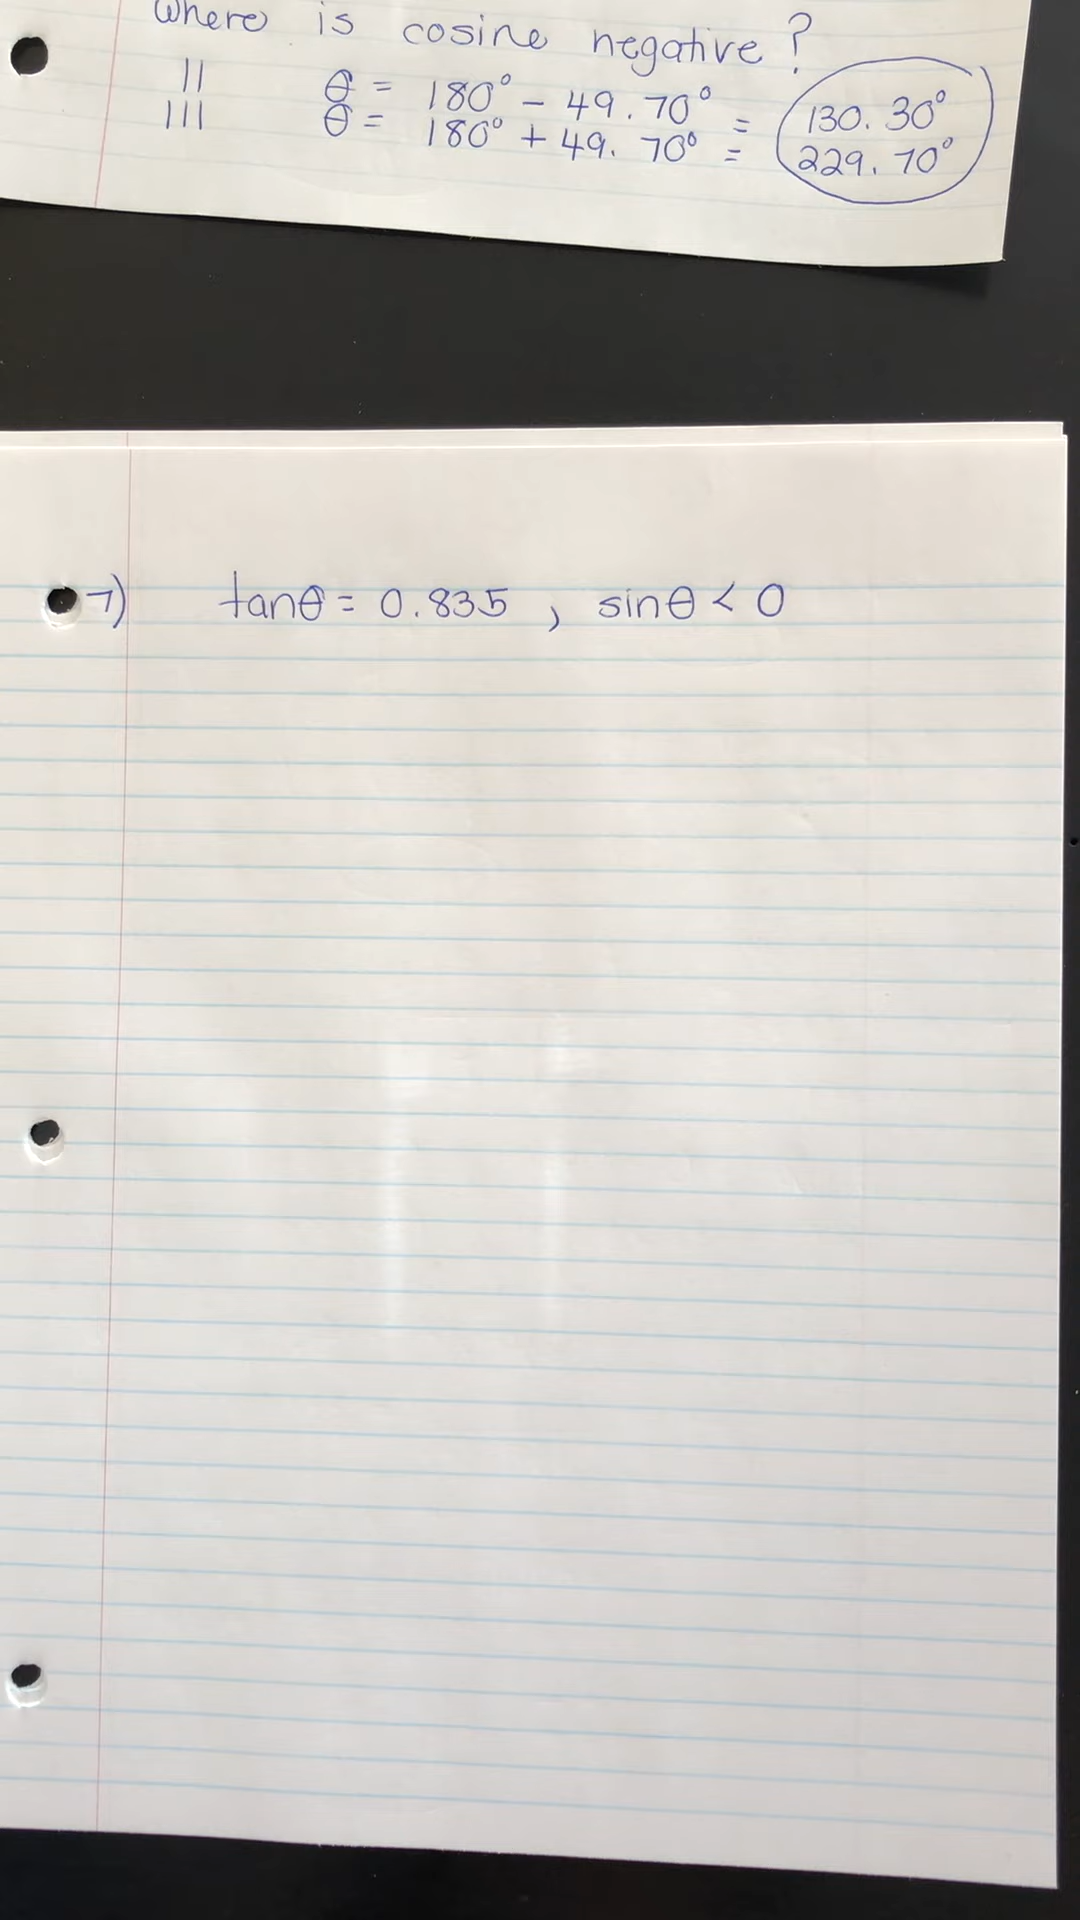 where is cosine negative?
II θ = 180° - 49.70° = 130.30°
III θ = 180° + 49.70° = 229.70°
7) tanθ = 0.835 , sinθ < 0